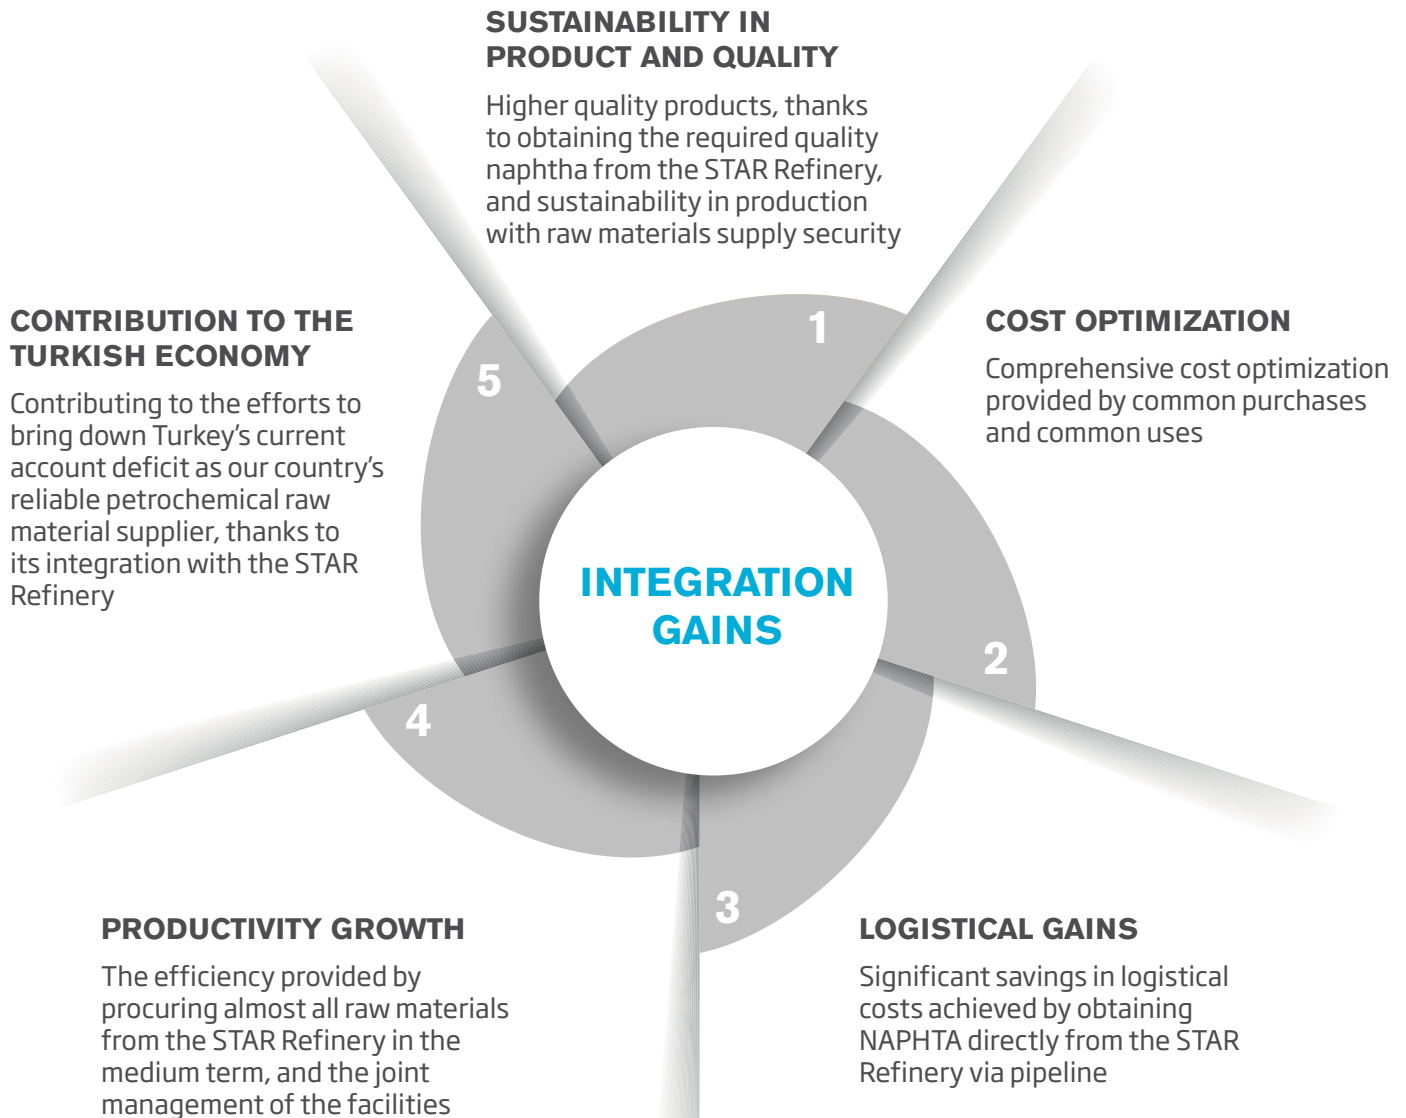 SUSTAINABILITY IN
PRODUCT AND QUALITY
Higher quality products, thanks
to obtaining the required quality
naphtha from the STAR Refinery,
and sustainability in production
with raw materials supply security
1
COST OPTIMIZATION
Comprehensive cost optimization
provided by common purchases
and common uses
2
LOGISTICAL GAINS
Significant savings in logistical
costs achieved by obtaining
NAPHTA directly from the STAR
Refinery via pipeline
3
PRODUCTIVITY GROWTH
The efficiency provided by
procuring almost all raw materials
from the STAR Refinery in the
medium term, and the joint
management of the facilities
4
CONTRIBUTION TO THE
TURKISH ECONOMY
Contributing to the efforts to
bring down Turkey's current
account deficit as our country's
reliable petrochemical raw
material supplier, thanks to
its integration with the STAR
Refinery
5
INTEGRATION
GAINS